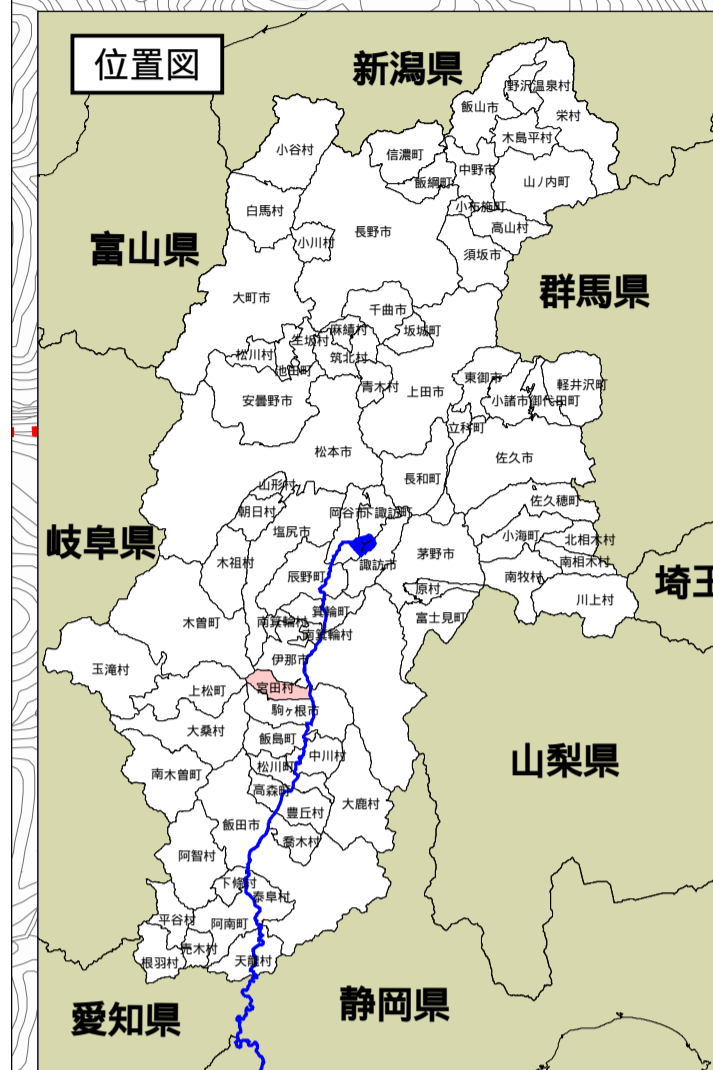 位置図
新潟県
野沢温泉村
飯山市
栄村
木島平村
小谷村
信濃町
中野市
飯綱町
山ノ内町
白馬村
小布施町
高山村
長野市
小川村
須坂市
富山県
群馬県
大町市
千曲市
麻績村
坂城町
生坂村
松川村
筑北村
池田町
青木村
上田市
東御市
軽井沢町
安曇野市
小諸市
御代田町
立科町
松本市
佐久市
長和町
山形村
佐久穂町
朝日村
岡谷市
下諏訪町
塩尻市
小海町
北相木村
岐阜県
茅野市
諏訪市
南相木村
木祖村
辰野町
南牧村
埼玉
原村
川上村
箕輪町
富士見町
木曽町
南箕輪村
南箕輪村
伊那市
玉滝村
上松町
宮田村
駒ヶ根市
大桑村
飯島町
中川村
山梨県
松川町
南木曽町
高森町
大鹿村
豊丘村
飯田市
喬木村
阿智村
下條村
泰阜村
平谷村
阿南町
売木村
根羽村
天龍村
静岡県
愛知県